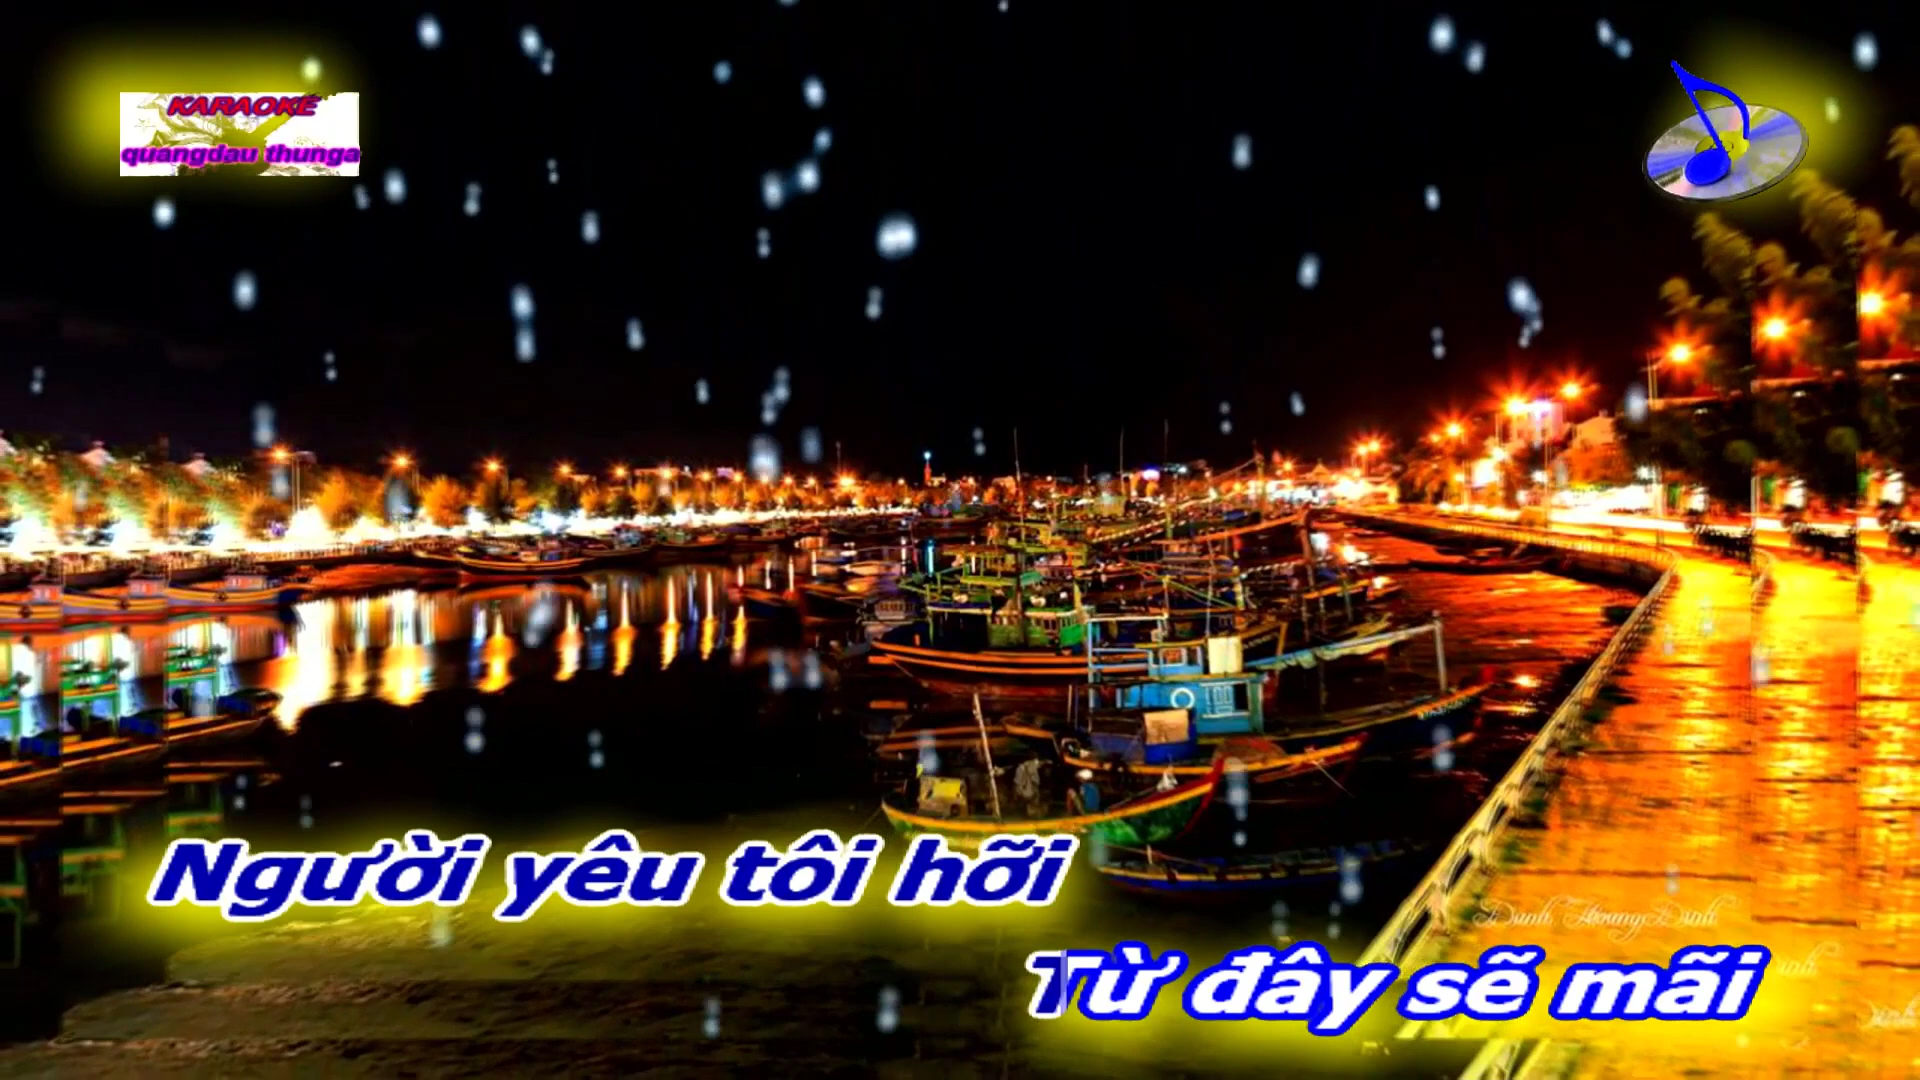 KARAOKE
quangdau thunga
Người yêu tôi hỡi
Từ đây sẽ mãi